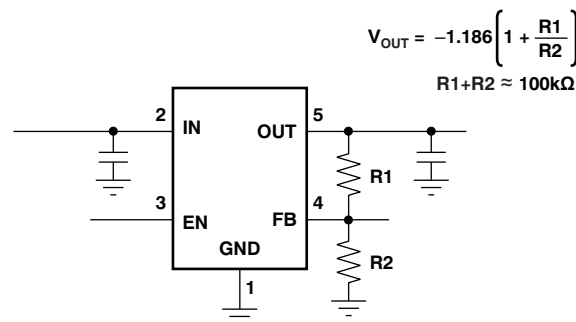 V_OUT = −1.186(1 + R1/R2)
R1+R2 ≈ 100kΩ
2 IN OUT 5
R1
3 EN FB 4
GND R2
1